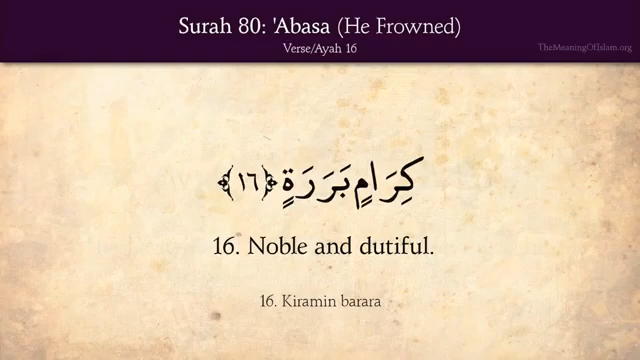 Surah 80: 'Abasa (He Frowned)
Verse/Ayah 16
TheMeaningOfIslam.org
كِرَامٍ بَرَرَةٍ ﴿١٦﴾
16. Noble and dutiful.
16. Kiramin barara